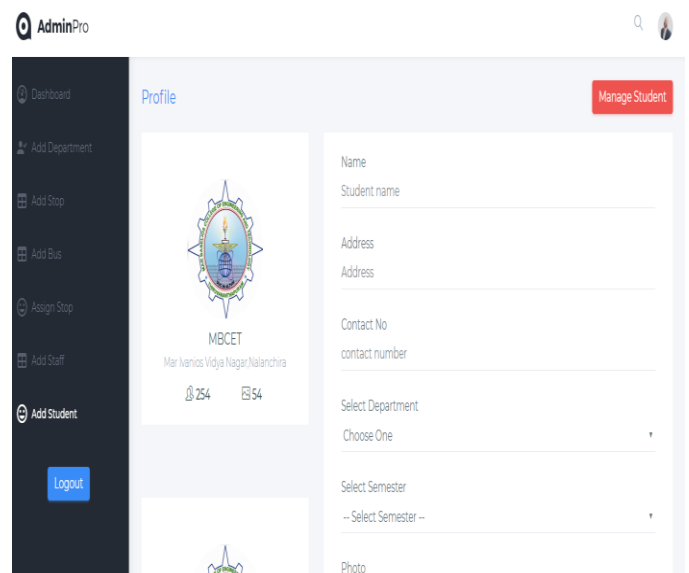 AdminPro
Dashboard
Add Department
Add Stop
Add Bus
Assign Stop
Add Staff
Add Student
Logout
Profile
Manage Student
MBCET
Mar Ivanios Vidya Nagar,Nalanchira
254
54
Name
Student name
Address
Address
Contact No
contact number
Select Department
Choose One
Select Semester
-- Select Semester --
Photo